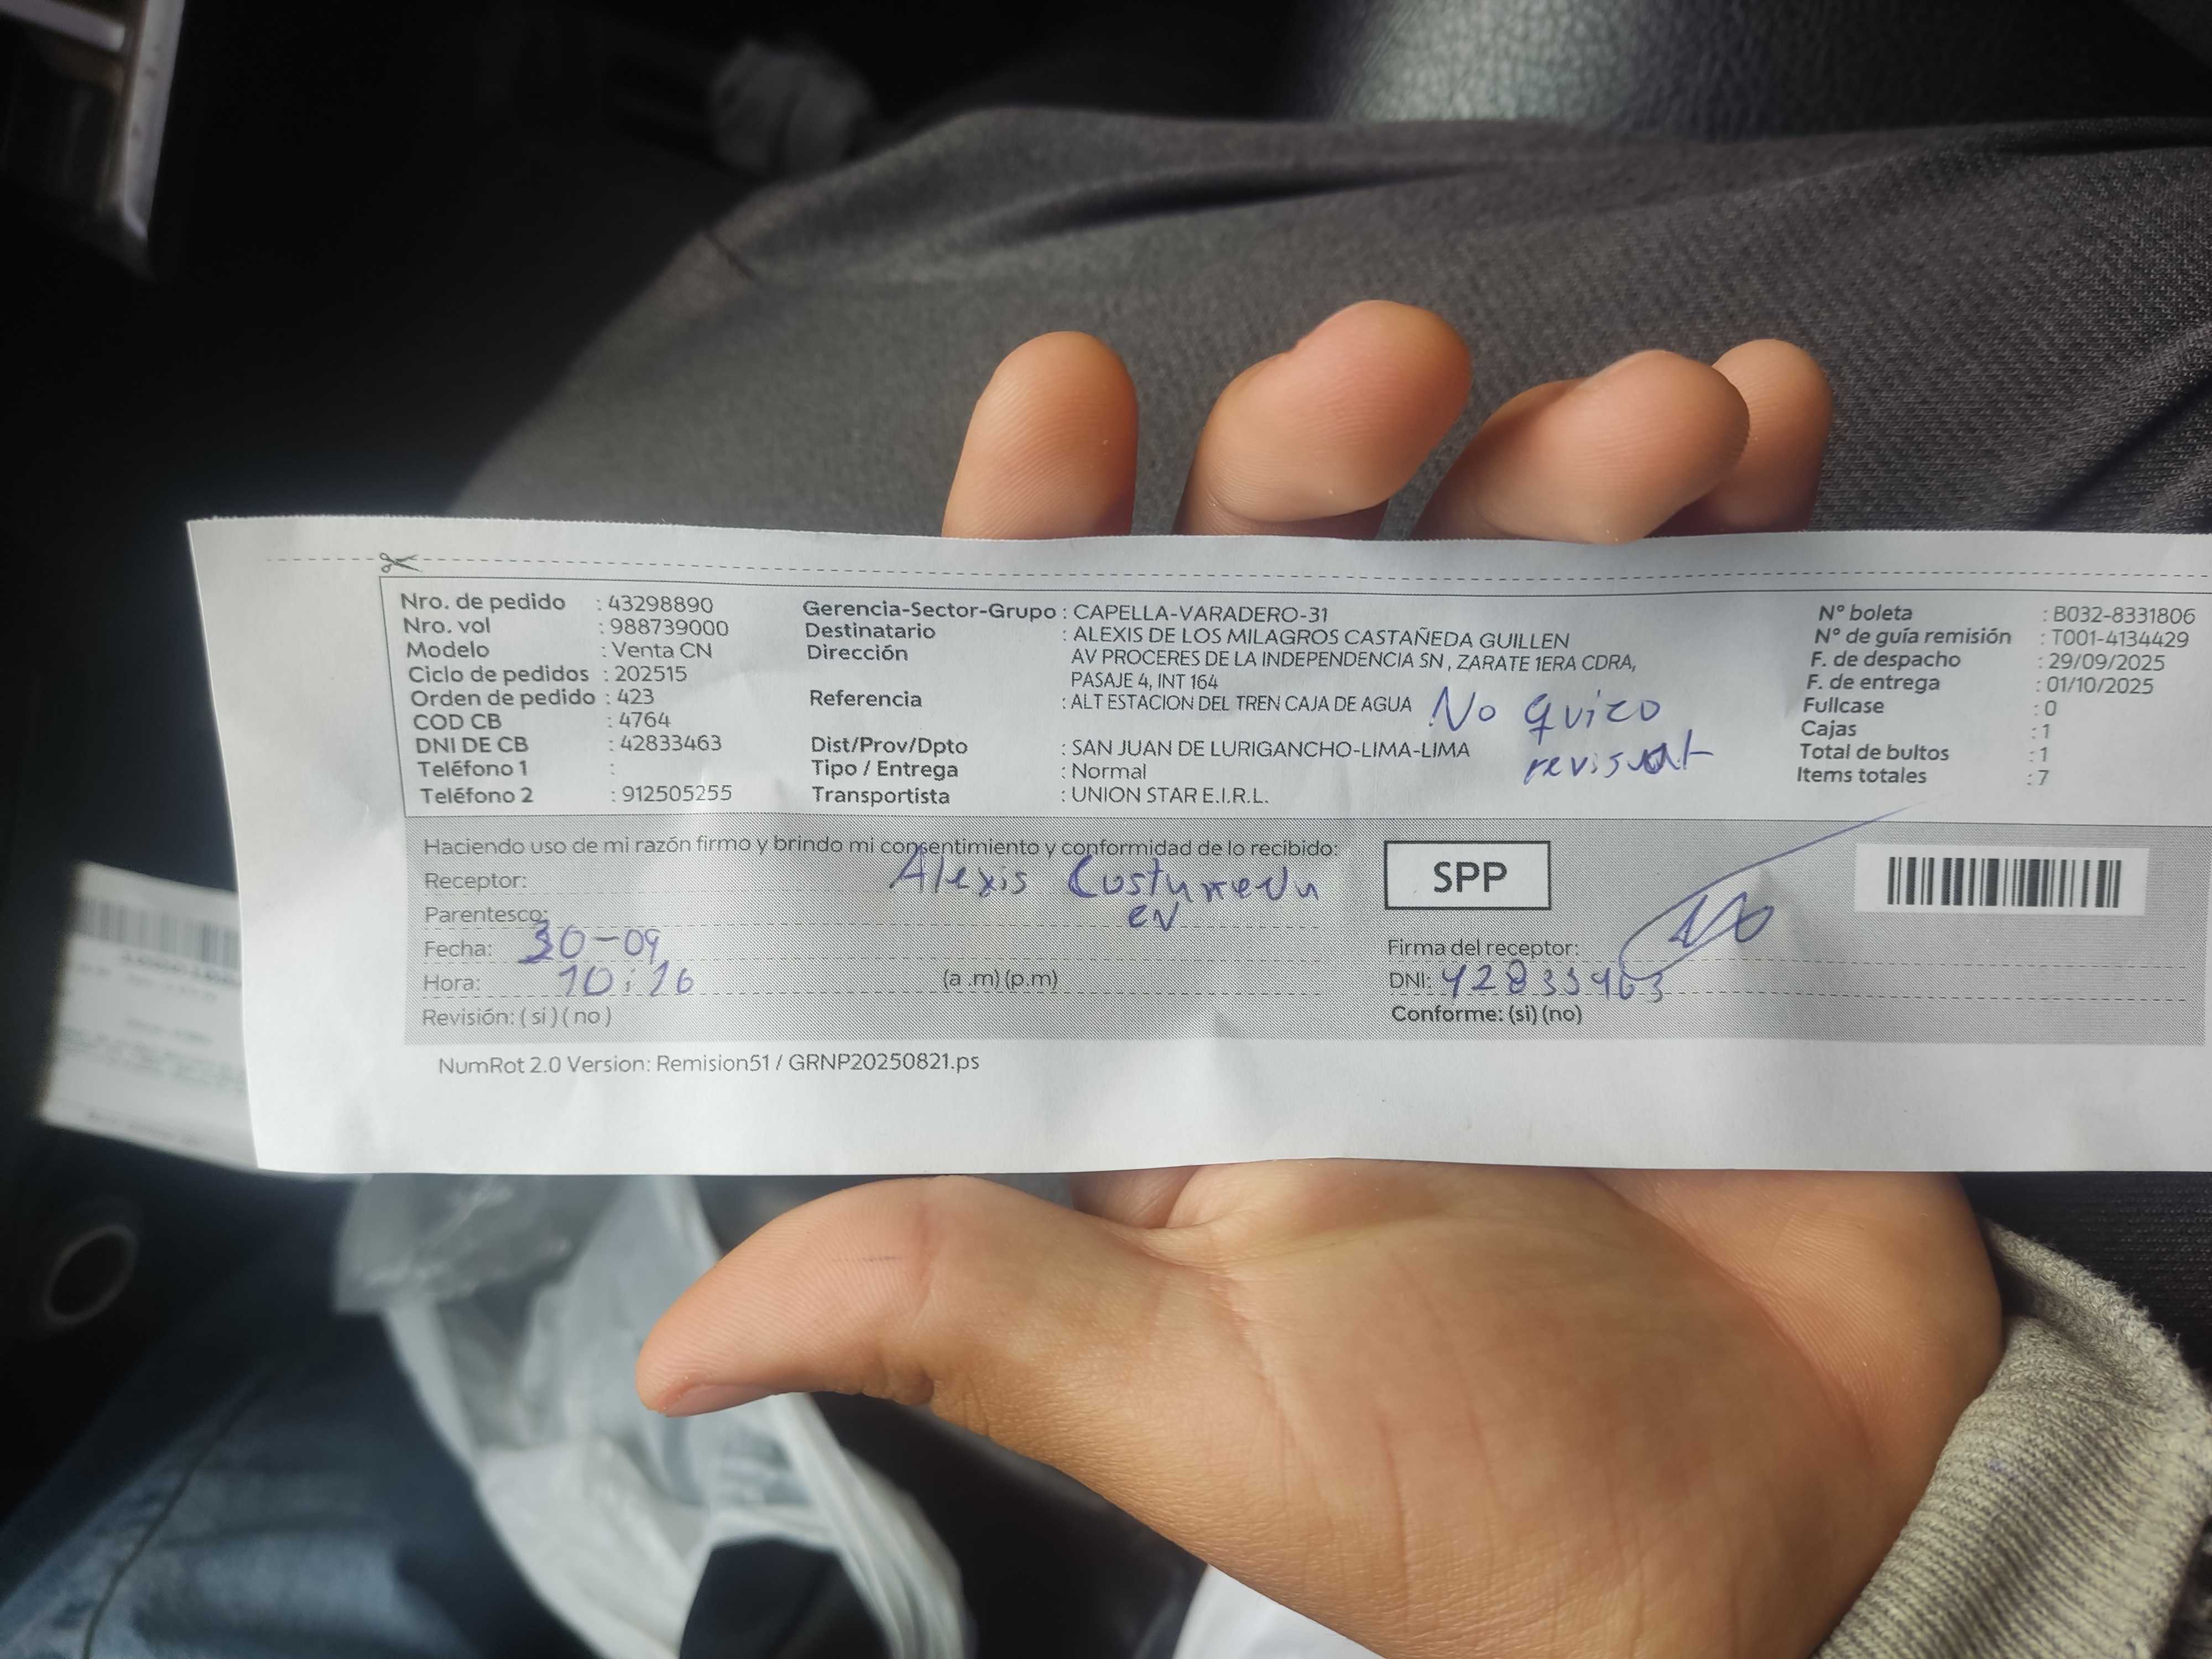 Nro. de pedido : 43298890
Nro. vol : 988739000
Modelo : Venta CN
Ciclo de pedidos : 202515
Orden de pedido : 423
COD CB : 4764
DNI DE CB : 42833463
Teléfono 1 :
Teléfono 2 : 912505255
Gerencia-Sector-Grupo : CAPELLA-VARADERO-31
Destinatario : ALEXIS DE LOS MILAGROS CASTAÑEDA GUILLEN
Dirección AV PROCERES DE LA INDEPENDENCIA SN , ZARATE 1ERA CDRA,
PASAJE 4, INT 164
Referencia : ALT ESTACION DEL TREN CAJA DE AGUA
Dist/Prov/Dpto : SAN JUAN DE LURIGANCHO-LIMA-LIMA
Tipo / Entrega : Normal
Transportista : UNION STAR E.I.R.L.
No quizo
revisar
N° boleta : B032-8331806
N° de guía remisión : T001-4134429
F. de despacho : 29/09/2025
F. de entrega : 01/10/2025
Fullcase : 0
Cajas : 1
Total de bultos : 1
Items totales : 7
Haciendo uso de mi razón firmo y brindo mi consentimiento y conformidad de lo recibido:
Receptor: Alexis
Parentesco:
Fecha: 30-09
Hora: 10:16 (a .m) (p.m)
Revisión: ( si ) ( no )
SPP
Firma del receptor:
DNI: 42833463
Conforme: (si) (no)
NumRot 2.0 Version: Remision51 / GRNP20250821.ps